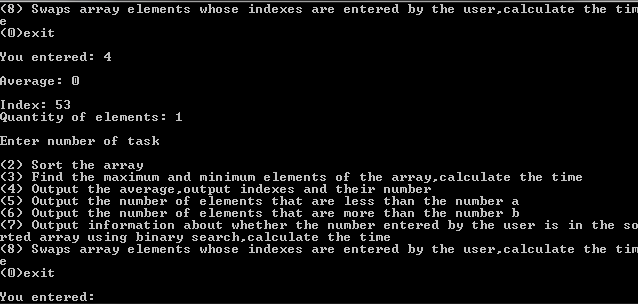 (8) Swaps array elements whose indexes are entered by the user,calculate the tim
e
(0)exit
You entered: 4
Average: 0
Index: 53
Quantity of elements: 1
Enter number of task
(2) Sort the array
(3) Find the maximum and minimum elements of the array,calculate the time
(4) Output the average,output indexes and their number
(5) Output the number of elements that are less than the number a
(6) Output the number of elements that are more than the number b
(7) Output information about whether the number entered by the user is in the so
rted array using binary search,calculate the time
(8) Swaps array elements whose indexes are entered by the user,calculate the tim
e
(0)exit
You entered: